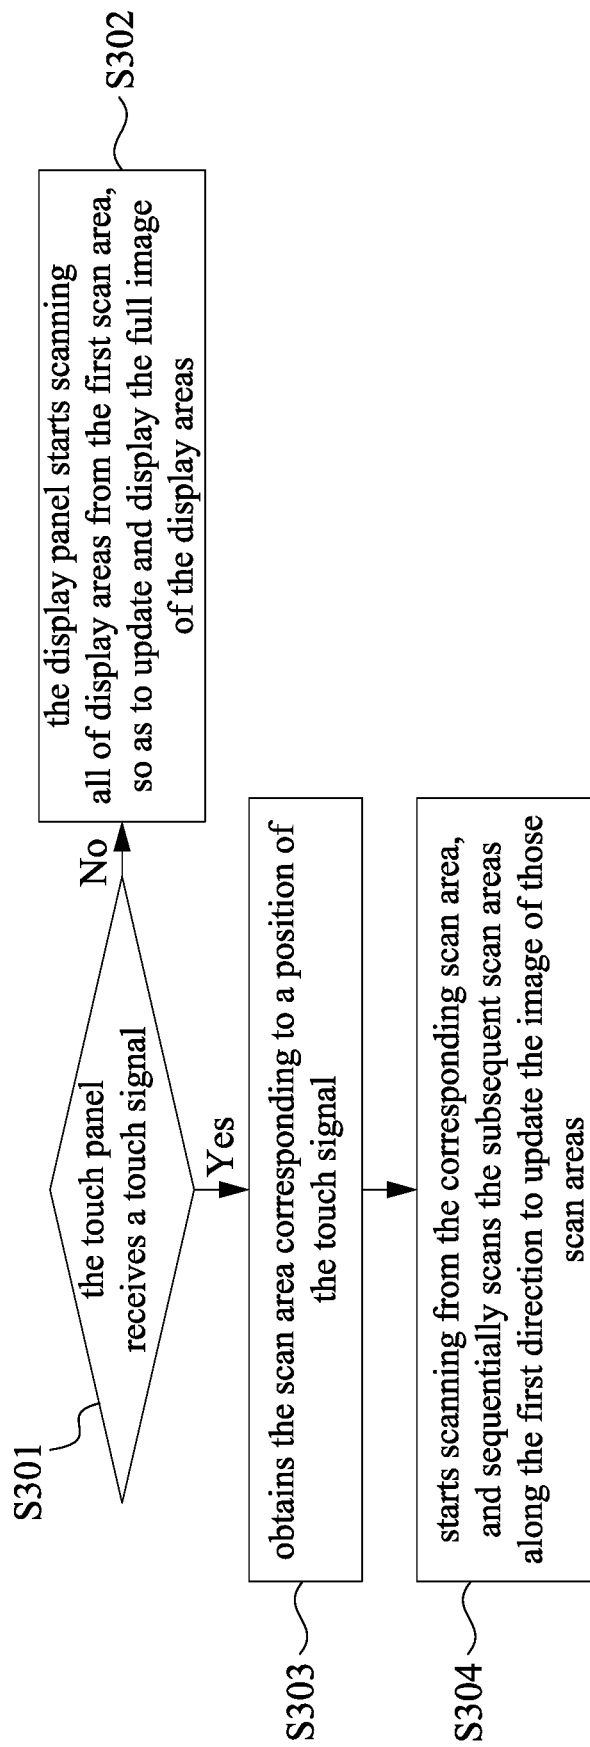 S301
the touch panel
receives a touch signal
No
the display panel starts scanning
all of display areas from the first scan area,
so as to update and display the full image
of the display areas
S302
Yes
S303
obtains the scan area corresponding to a position of
the touch signal
S304
starts scanning from the corresponding scan area,
and sequentially scans the subsequent scan areas
along the first direction to update the image of those
scan areas